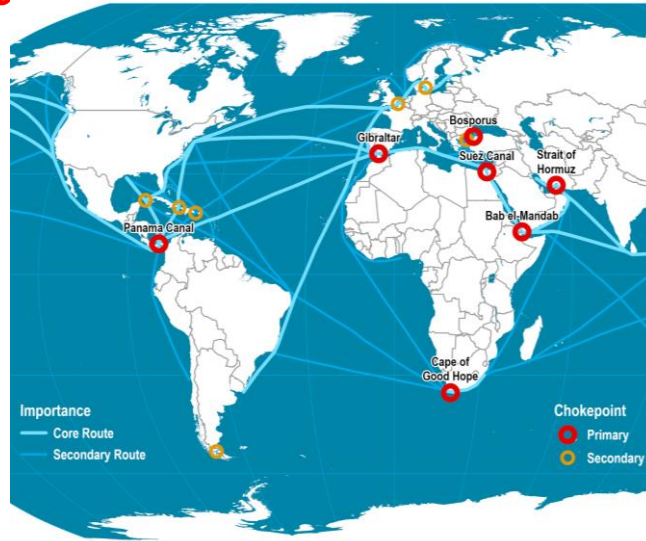 Bosporus
Gibraltar
Suez Canal
Strait of
Hormuz
Bab el-Mandab
Panama Canal
Cape of
Good Hope
Importance
Core Route
Secondary Route
Chokepoint
Primary
Secondary